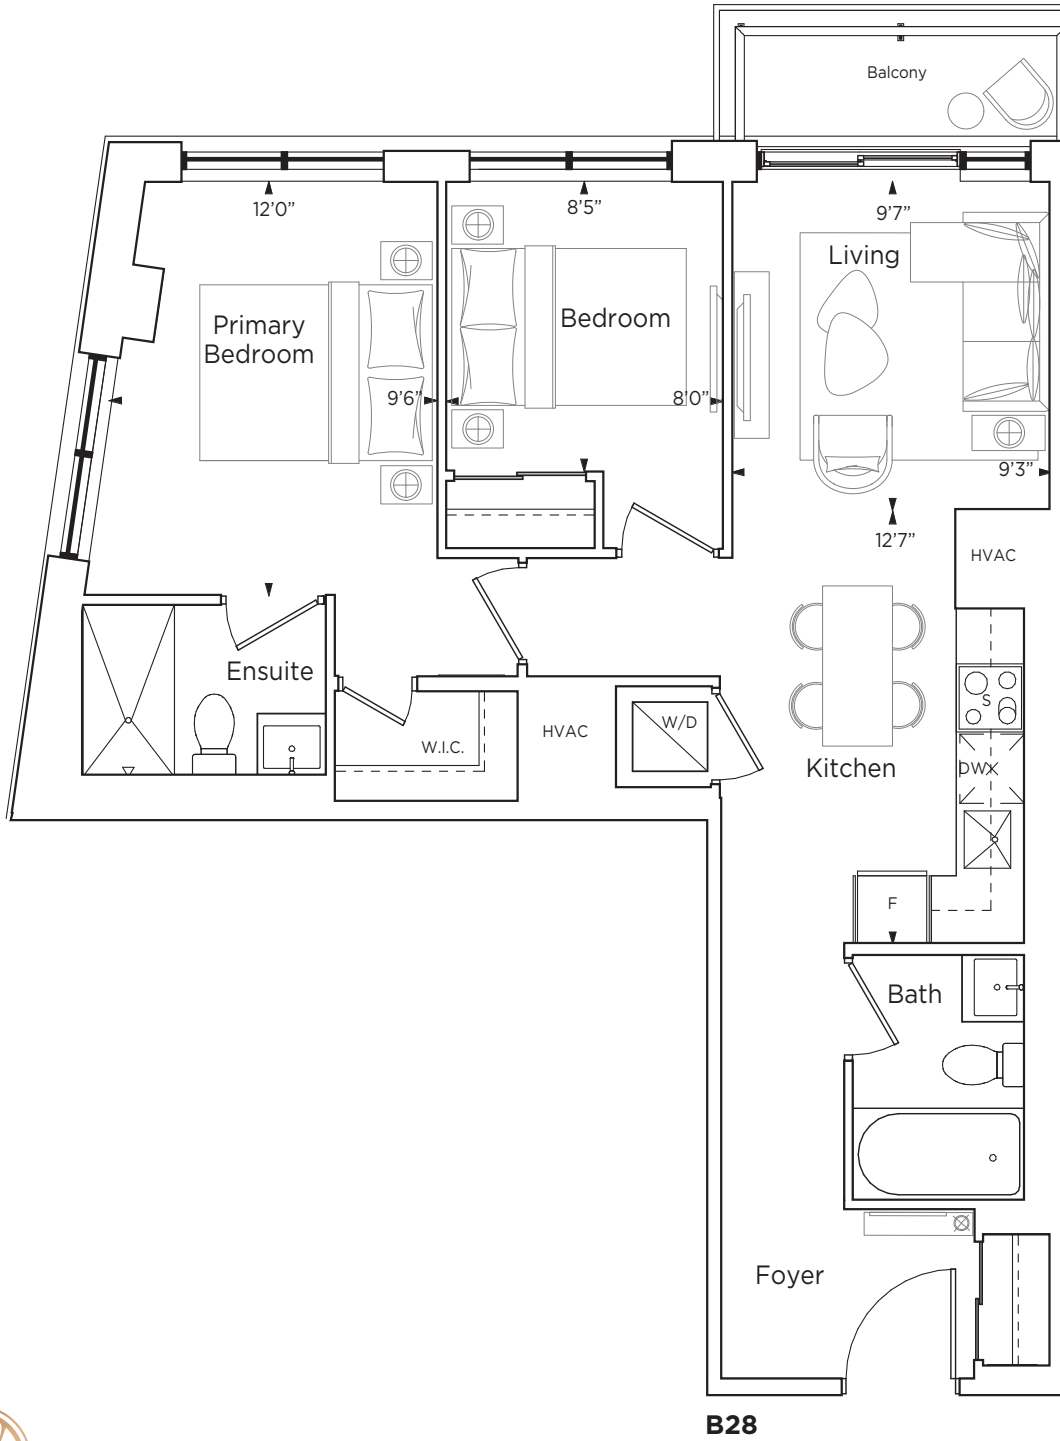 Balcony
12’0”
8’5”
9’7”
Living
Primary
Bedroom
Bedroom
9’6”
8’0”
9’3”
12’7”
HVAC
Ensuite
S
W/D
HVAC
W.I.C.
Kitchen
DW
F
Bath
Foyer
B28